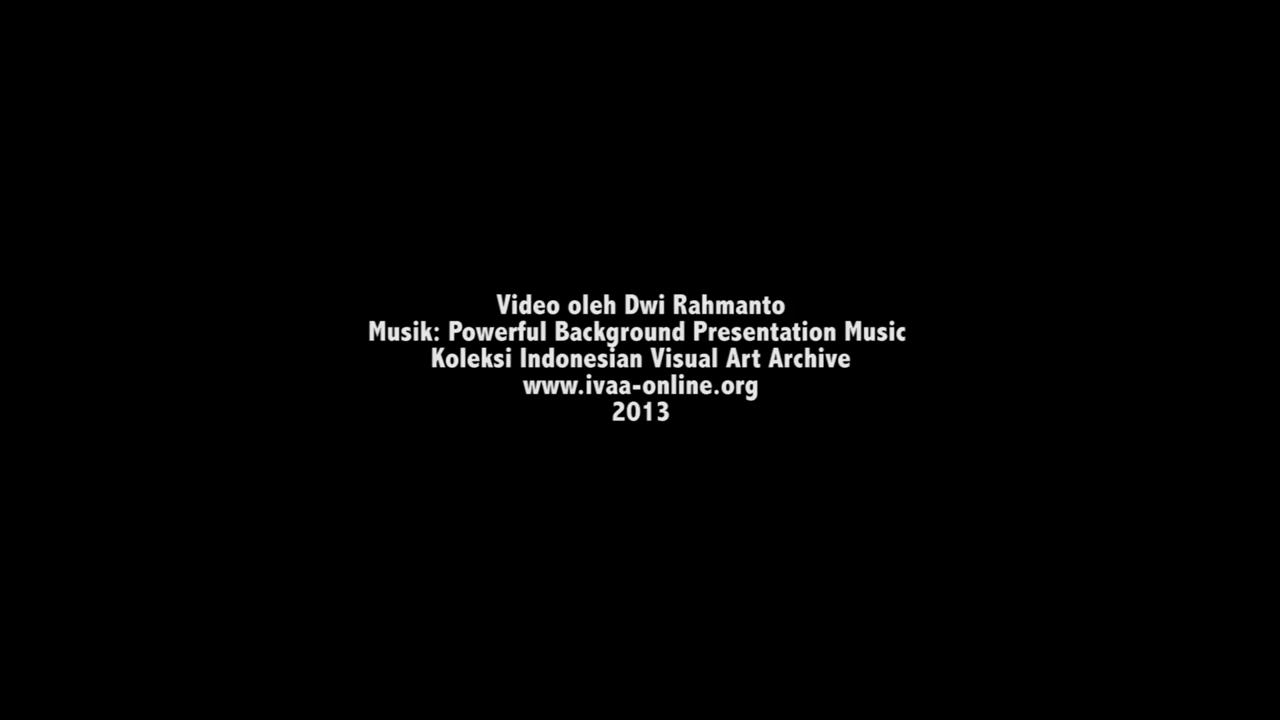 Video oleh Dwi Rahmanto
Musik: Powerful Background Presentation Music
Koleksi Indonesian Visual Art Archive
www.ivaa-online.org
2013